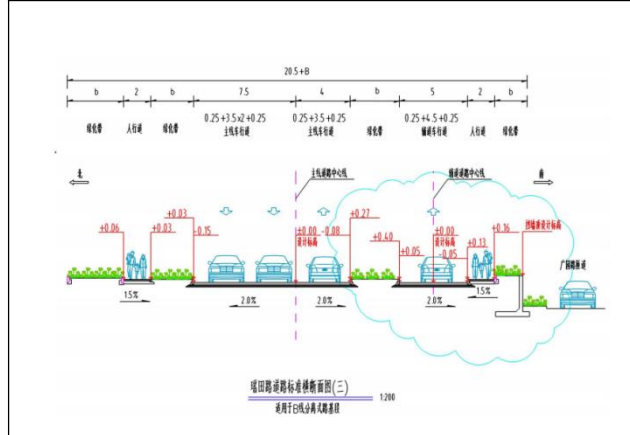 20.5+B
b 2 b 7.5 4 b 5 2 b
0.25+3.5x2+0.25 0.25+3.5+0.25 0.25+4.5+0.25
绿化带 人行道 绿化带 主线车行道 主线车行道 绿化带 辅道车行道 人行道 绿化带
主线道路中心线 辅道道路中心线
北 南
+0.03 +0.27
+0.06 +0.03 -0.15 ±0.00 -0.08 +0.40 ±0.00 +0.16 挡墙顶设计标高
设计标高 +0.05 设计标高 -0.05 +0.13
广园路匝道
15% 2.0% 2.0% 2.0% 15%
瑶田路道路标准横断面图(三) 1:200
适用于B线分离式路基段